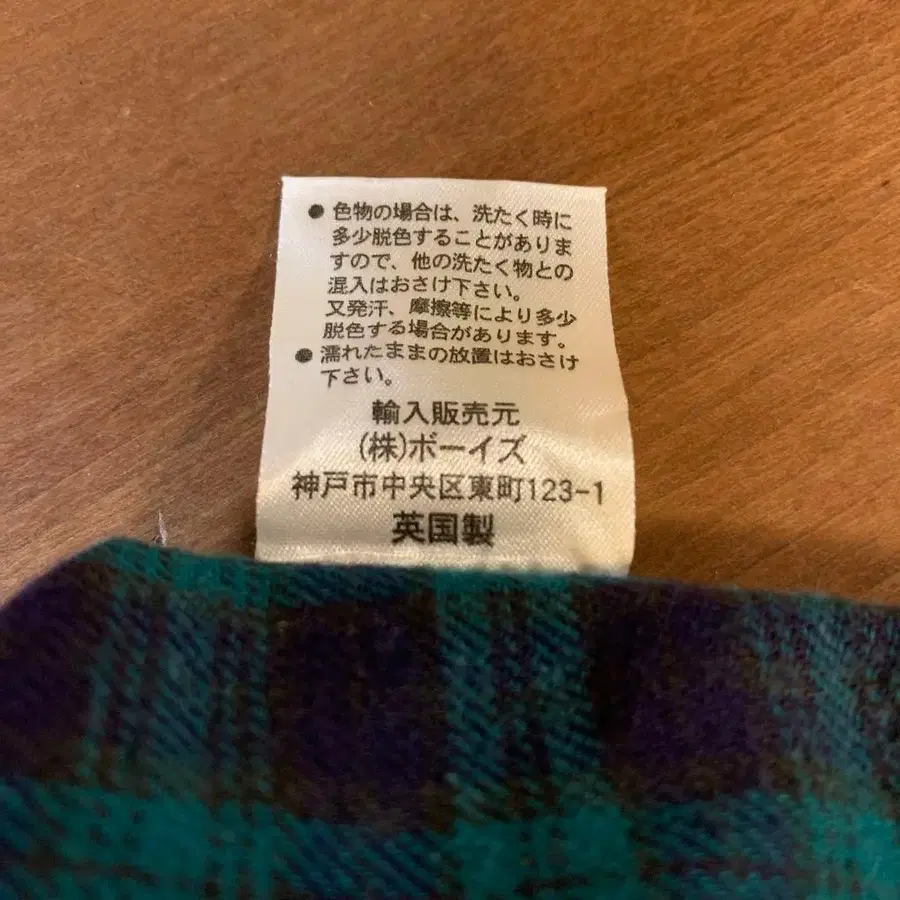 ● 色物の場合は、洗たく時に
多少脱色することがありま
すので、他の洗たく物との
混入はおさけ下さい。
又発汗、摩擦等により多少
脱色する場合があります。
● 濡れたままの放置はおさけ
下さい。
輸入販売元
(株)ボーイズ
神戸市中央区東町123-1
英国製